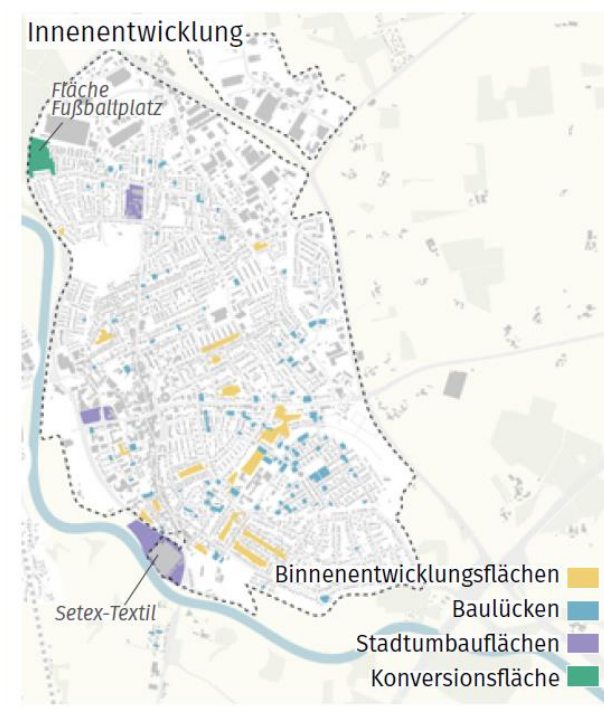 Innenentwicklung
Fläche
Fußballplatz
Setex-Textil
Binnenentwicklungsflächen
Baulücken
Stadtumbauflächen
Konversionsfläche